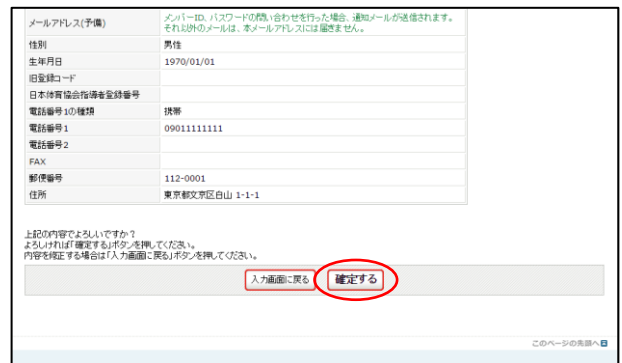 メールアドレス(予備)
メンバーID、パスワードの問い合わせを行った場合、通知メールが送信されます。
それ以外のメールは、本メールアドレスには届きません。
性別 男性
生年月日 1970/01/01
旧登録コード
日本体育協会指導者登録番号
電話番号1の種類 携帯
電話番号1 09011111111
電話番号2
FAX
郵便番号 112-0001
住所 東京都文京区白山 1-1-1
上記の内容でよろしいですか?
よろしければ「確定する」ボタンを押してください。
内容を修正する場合は「入力画面に戻る」ボタンを押してください。
入力画面に戻る 確定する
このページの先頭へ